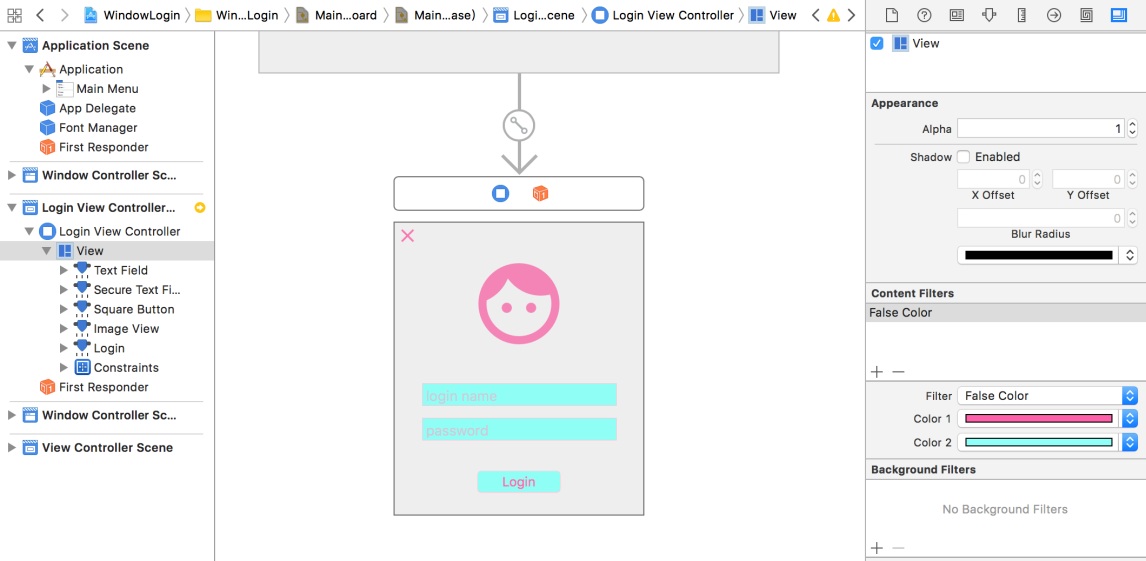 WindowLogin
Win...Login
Main...oard
Main...ase)
Logi...cene
Login View Controller
View
Application Scene
Application
Main Menu
App Delegate
Font Manager
First Responder
Window Controller Sc...
Login View Controller...
Login View Controller
View
Text Field
Secure Text Fi...
Square Button
Image View
Login
Constraints
First Responder
Window Controller Sc...
View Controller Scene
login name
password
Login
View
Appearance
Alpha 1
Shadow Enabled
0 0
X Offset Y Offset
0
Blur Radius
Content Filters
False Color
Filter False Color
Color 1
Color 2
Background Filters
No Background Filters